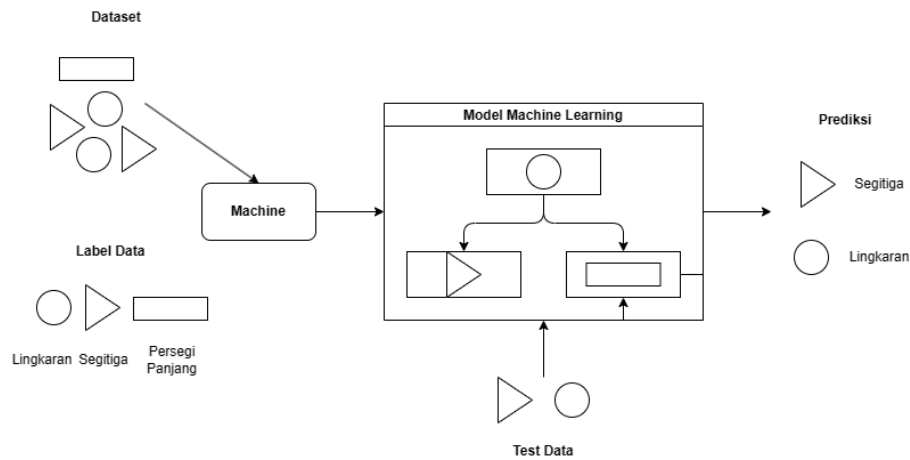 Dataset
Model Machine Learning
Prediksi
Segitiga
Machine
Label Data
Lingkaran
Lingkaran
Segitiga
Persegi
Panjang
Test Data